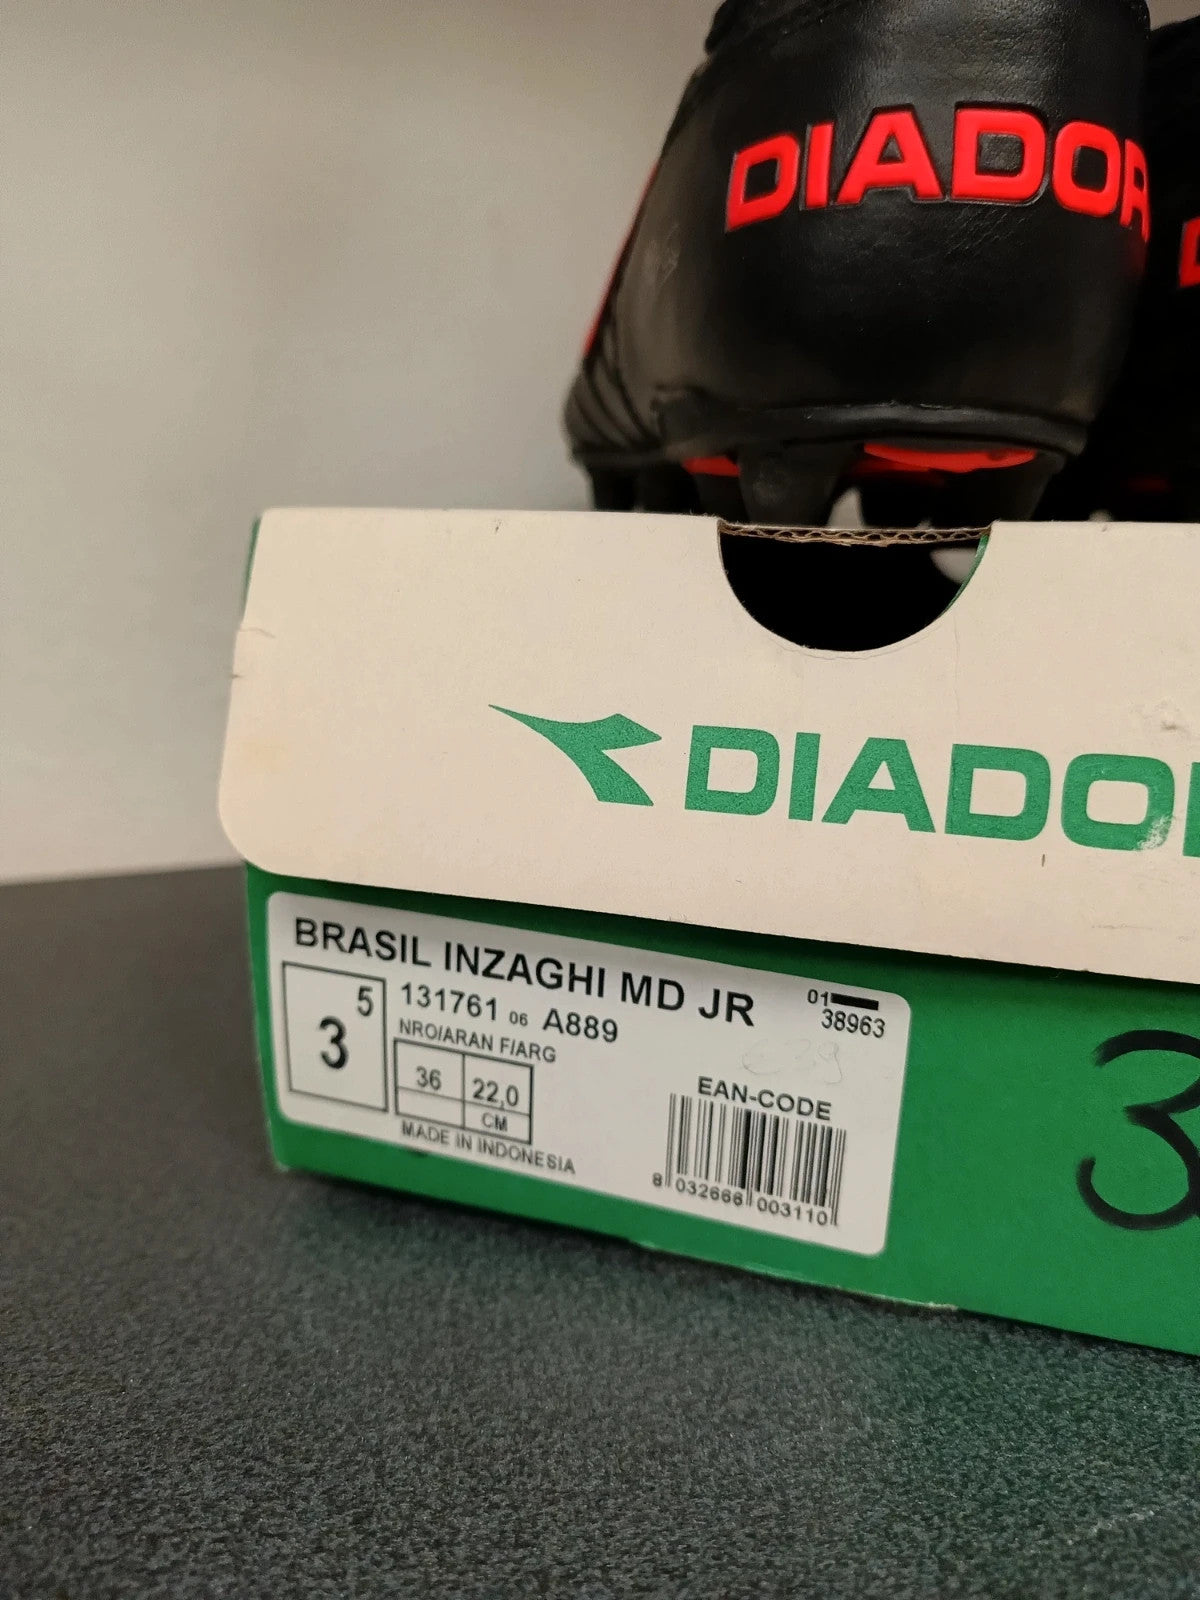 DIADOR
DIADO
BRASIL INZAGHI MD JR
01
38963
3 5
131761 06 A889
NRO/ARAN F/ARG
36 22,0
CM
MADE IN INDONESIA
EAN-CODE
8 032666 003110
3